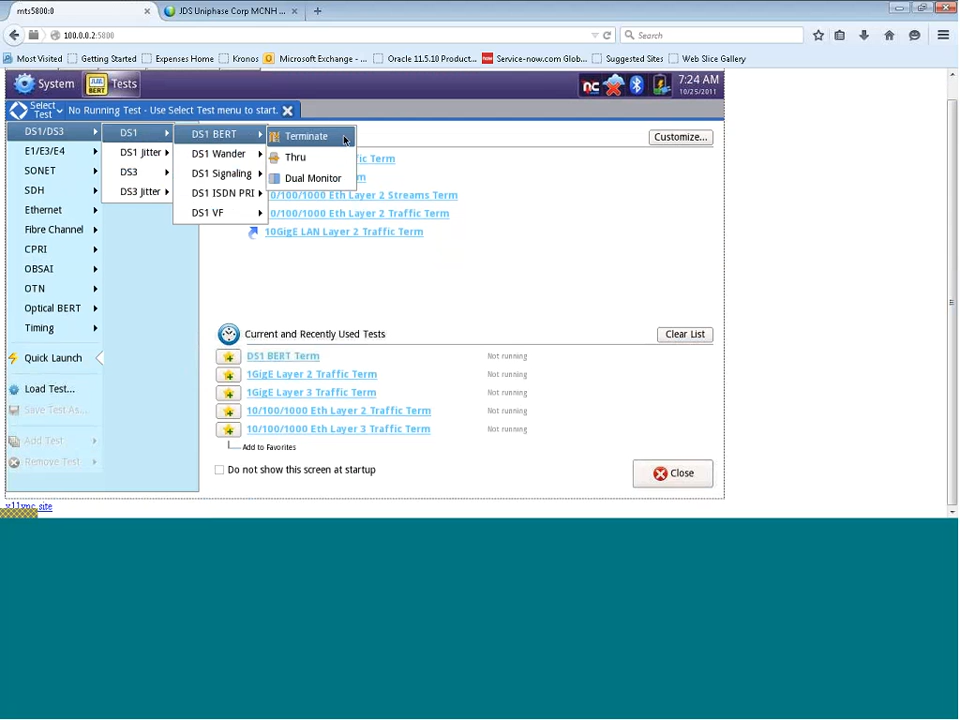 mts5800:0
JDS Uniphase Corp MCNH ...
100.0.0.2:5800
Search
Most Visited Getting Started Expenses Home Kronos Microsoft Exchange - ... Oracle 11.5.10 Product... Service-now.com Glob... Suggested Sites Web Slice Gallery
System Tests
7:24 AM
10/25/2011
Select
Test
No Running Test - Use Select Test menu to start.
DS1/DS3
E1/E3/E4
SONET
SDH
Ethernet
Fibre Channel
CPRI
OBSAI
OTN
Optical BERT
Timing
Quick Launch
Load Test...
Save Test As...
Add Test
Remove Test
DS1
DS1 Jitter
DS3
DS3 Jitter
DS1 BERT
DS1 Wander
DS1 Signaling
DS1 ISDN PRI
DS1 VF
Terminate
Thru
Dual Monitor
Customize...
fic Term
m
0/100/1000 Eth Layer 2 Streams Term
0/100/1000 Eth Layer 2 Traffic Term
10GigE LAN Layer 2 Traffic Term
Current and Recently Used Tests
Clear List
DS1 BERT Term Not running
1GigE Layer 2 Traffic Term Not running
1GigE Layer 3 Traffic Term Not running
10/100/1000 Eth Layer 2 Traffic Term Not running
10/100/1000 Eth Layer 3 Traffic Term Not running
Add to Favorites
Do not show this screen at startup
Close
x11vnc site